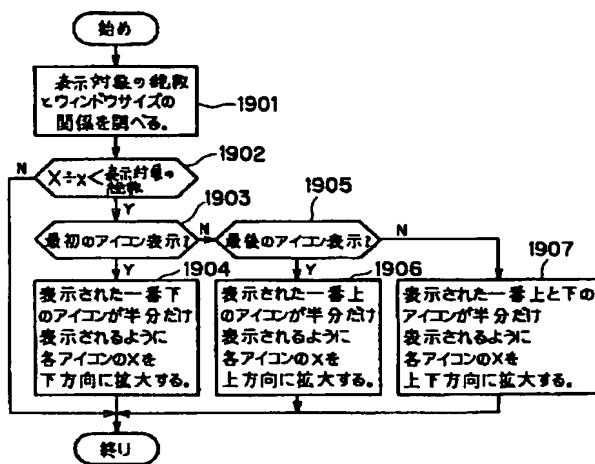 始め
表示対象の総数
とウィンドウサイズの
関係を調べる。
1901
1902
N
X÷x<表示対象の
総数
Y
1903
1905
最初のアイコン表示?
N
最後のアイコン表示?
N
Y
1904
Y
1906
1907
表示された一番下
のアイコンが半分だけ
表示されるように
各アイコンのxを
下方向に拡大する。
表示された一番上
のアイコンが半分だけ
表示されるように
各アイコンのxを
上方向に拡大する。
表示された一番上と下の
アイコンが半分だけ
表示されるように
各アイコンのxを
上下方向に拡大する。
終り